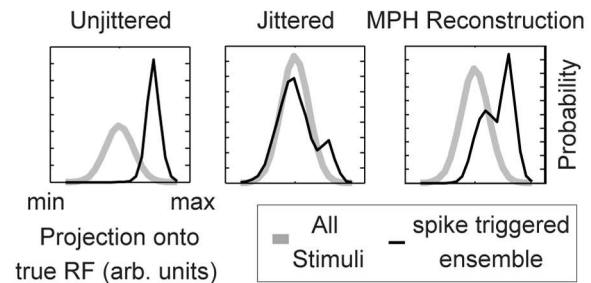 Unjittered
Jittered
MPH Reconstruction
Probability
min max
Projection onto
true RF (arb. units)
All
Stimuli
spike triggered
ensemble